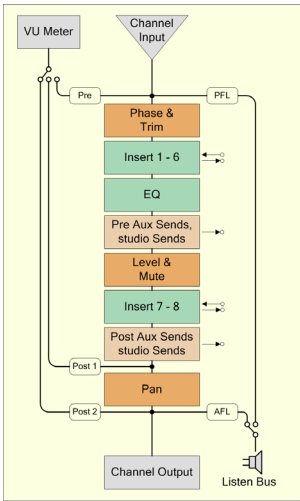 VU Meter
Channel
Input
Pre
PFL
Phase &
Trim
Insert 1 - 6
EQ
Pre Aux Sends,
studio Sends
Level &
Mute
Insert 7 - 8
Post Aux Sends
studio Sends
Post 1
Pan
Post 2
AFL
Channel Output
Listen Bus